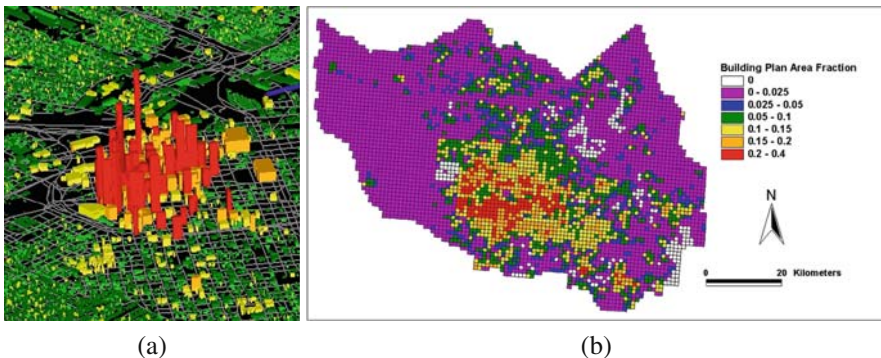 Building Plan Area Fraction
0
0 - 0.025
0.025 - 0.05
0.05 - 0.1
0.1 - 0.15
0.15 - 0.2
0.2 - 0.4
N
0 20 Kilometers
(a) (b)